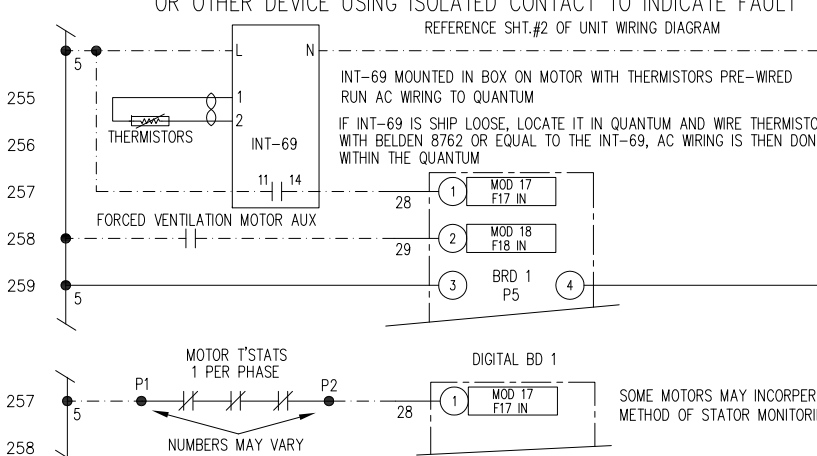 OR OTHER DEVICE USING ISOLATED CONTACT TO INDICATE FAULT
REFERENCE SHT.#2 OF UNIT WIRING DIAGRAM
5
L
N
INT-69 MOUNTED IN BOX ON MOTOR WITH THERMISTORS PRE-WIRED
RUN AC WIRING TO QUANTUM
255
1
2
THERMISTORS
IF INT-69 IS SHIP LOOSE, LOCATE IT IN QUANTUM AND WIRE THERMISTO
WITH BELDEN 8762 OR EQUAL TO THE INT-69, AC WIRING IS THEN DON
WITHIN THE QUANTUM
256
INT-69
257
11
14
28
1
MOD 17
F17 IN
FORCED VENTILATION MOTOR AUX
258
29
2
MOD 18
F18 IN
259
5
3
BRD 1
P5
4
MOTOR T'STATS
1 PER PHASE
DIGITAL BD 1
257
5
P1
P2
28
1
MOD 17
F17 IN
SOME MOTORS MAY INCORPER
METHOD OF STATOR MONITORI
NUMBERS MAY VARY
258